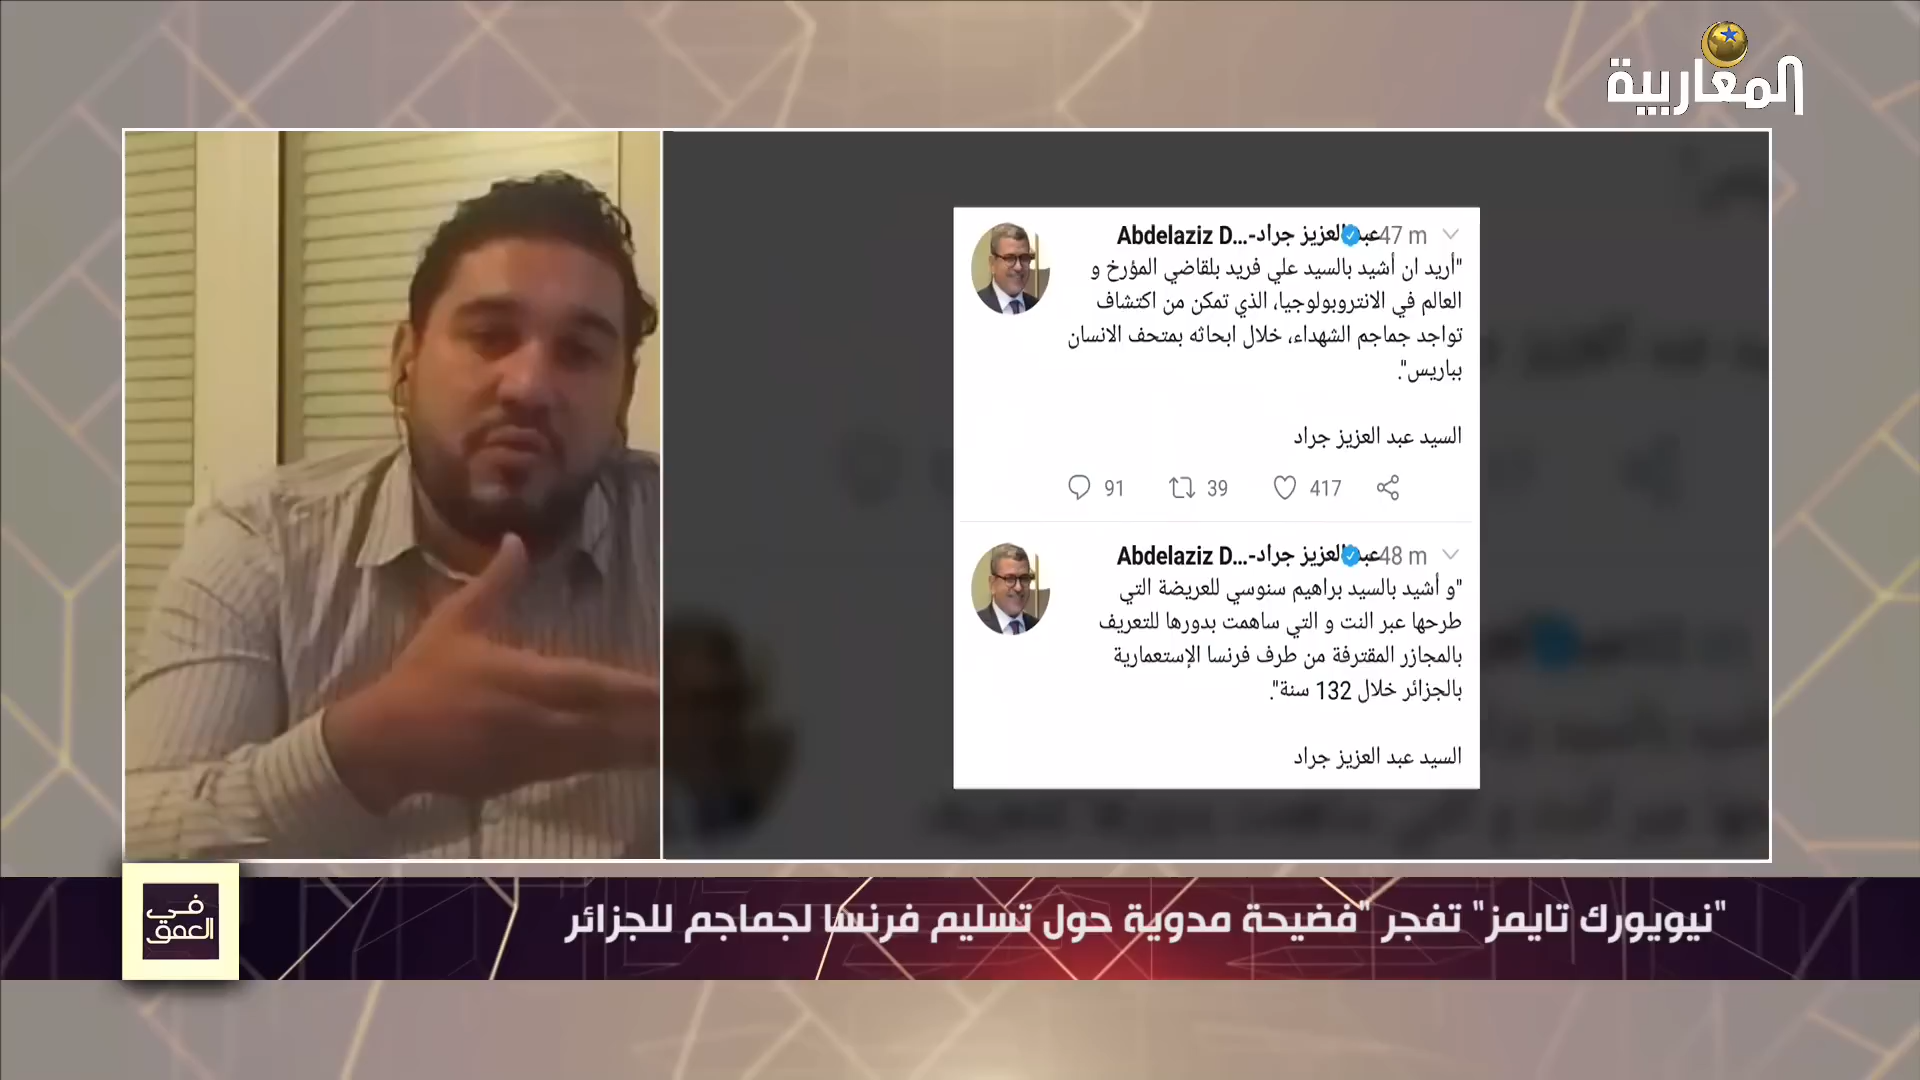 المغاربية
Abdelaziz D...-عبد العزيز جراد 47 m
"أريد ان أشيد بالسيد علي فريد بلقاضي المؤرخ و
العالم في الانتروبولوجيا، الذي تمكن من اكتشاف
تواجد جماجم الشهداء، خلال ابحاثه بمتحف الانسان
بباريس".
السيد عبد العزيز جراد
91 39 417
Abdelaziz D...-عبد العزيز جراد 48 m
"و أشيد بالسيد براهيم سنوسي للعريضة التي
طرحها عبر النت و التي ساهمت بدورها للتعريف
بالمجازر المقترفة من طرف فرنسا الإستعمارية
بالجزائر خلال 132 سنة".
السيد عبد العزيز جراد
"نيويورك تايمز" تفجر "فضيحة مدوية حول تسليم فرنسا لجماجم للجزائر
في
العمق